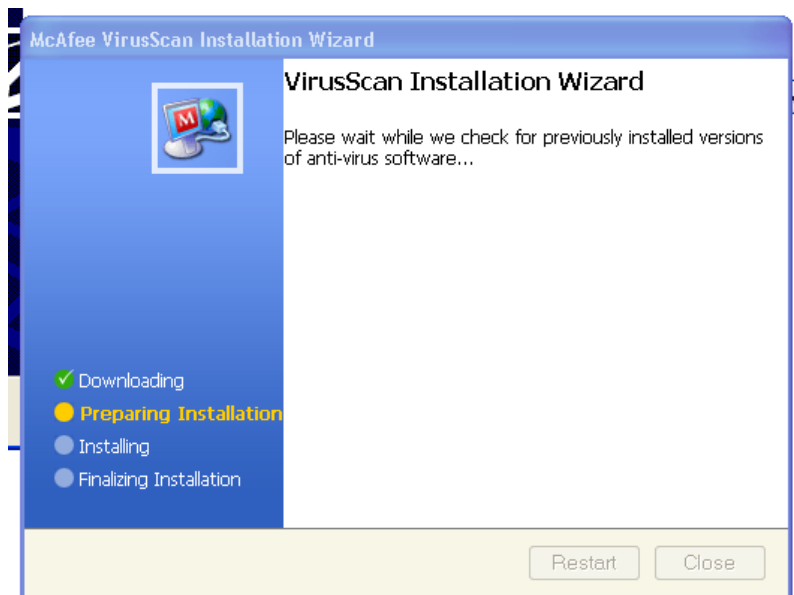 McAfee VirusScan Installation Wizard
VirusScan Installation Wizard
M
Please wait while we check for previously installed versions
of anti-virus software...
Downloading
Preparing Installation
Installing
Finalizing Installation
Restart
Close